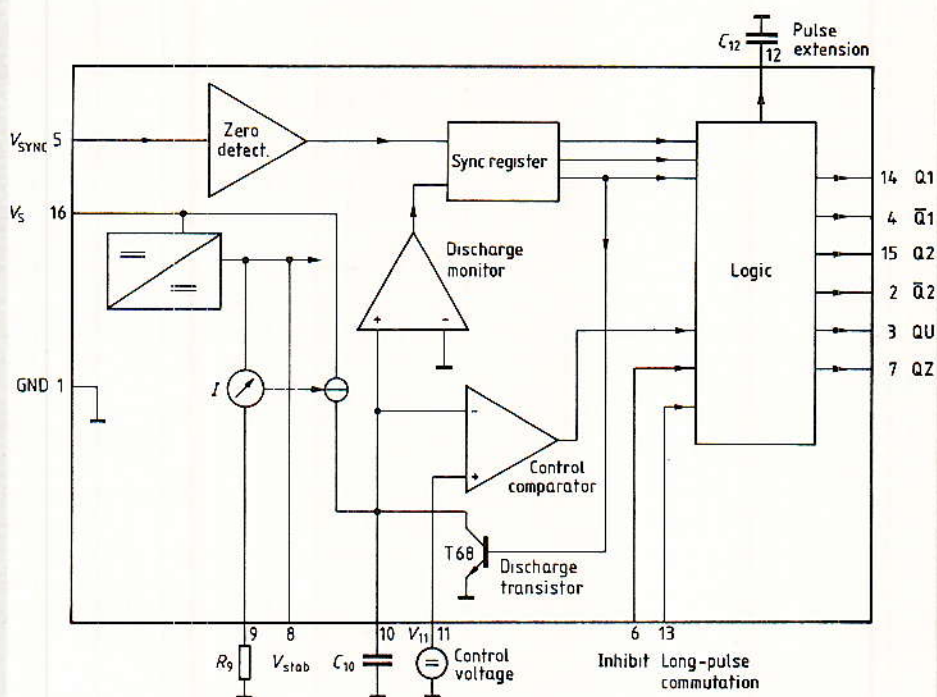 C12
12
Pulse
extension
VSYNC 5
Zero
detect.
Sync register
VS 16
Discharge
monitor
Logic
14 Q1
4 Q̅1
15 Q2
2 Q̅2
3 QU
7 QZ
+ -
GND 1
I
-
+
Control
comparator
T68
Discharge
transistor
9
8
10
V11 11
6
13
R9
Vstab
C10
=
Control
voltage
Inhibit
Long-pulse
commutation